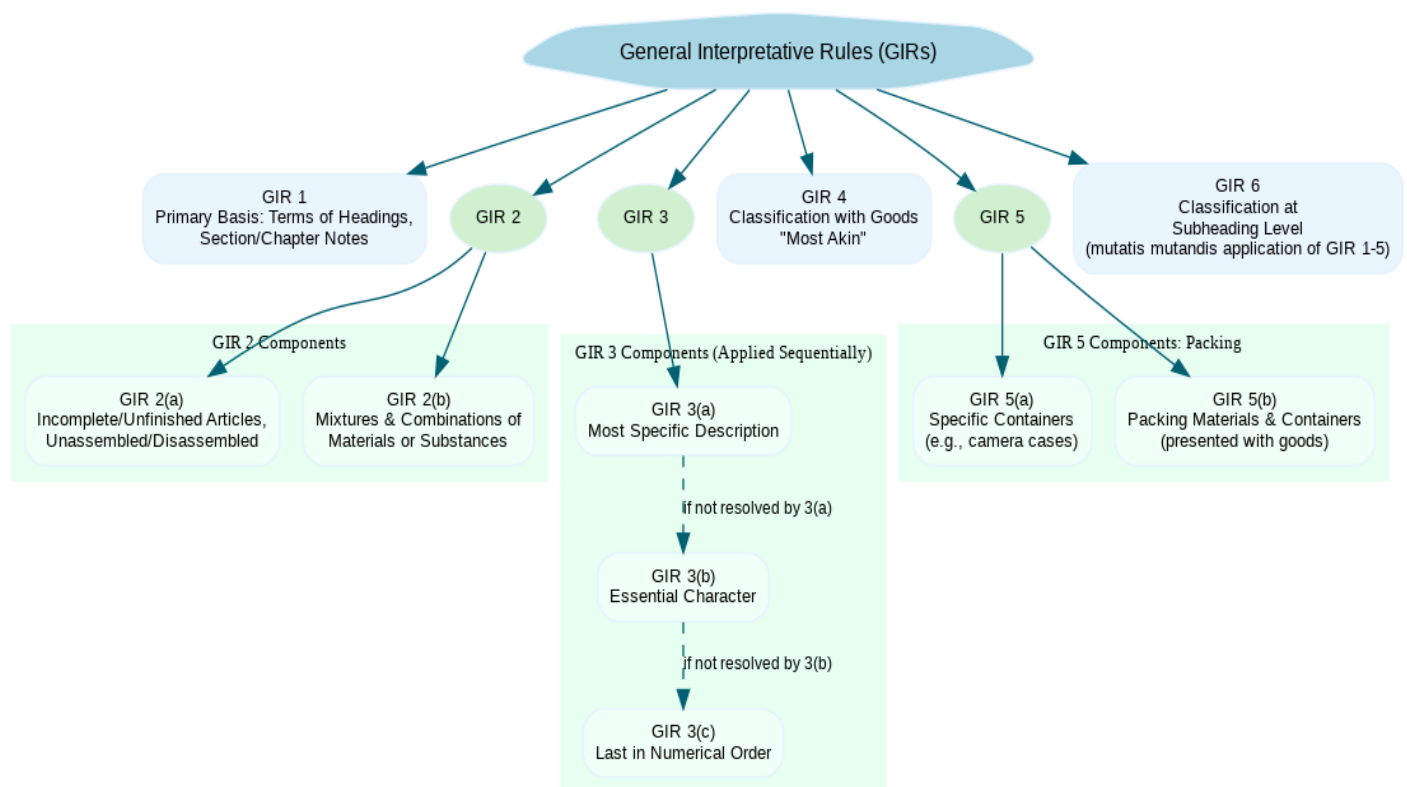 General Interpretative Rules (GIRs)
GIR 1
Primary Basis: Terms of Headings,
Section/Chapter Notes
GIR 2
GIR 3
GIR 4
Classification with Goods
"Most Akin"
GIR 5
GIR 6
Classification at
Subheading Level
(mutatis mutandis application of GIR 1-5)
GIR 2 Components
GIR 2(a)
Incomplete/Unfinished Articles,
Unassembled/Disassembled
GIR 2(b)
Mixtures & Combinations of
Materials or Substances
GIR 3 Components (Applied Sequentially)
GIR 3(a)
Most Specific Description
if not resolved by 3(a)
GIR 3(b)
Essential Character
if not resolved by 3(b)
GIR 3(c)
Last in Numerical Order
GIR 5 Components: Packing
GIR 5(a)
Specific Containers
(e.g., camera cases)
GIR 5(b)
Packing Materials & Containers
(presented with goods)